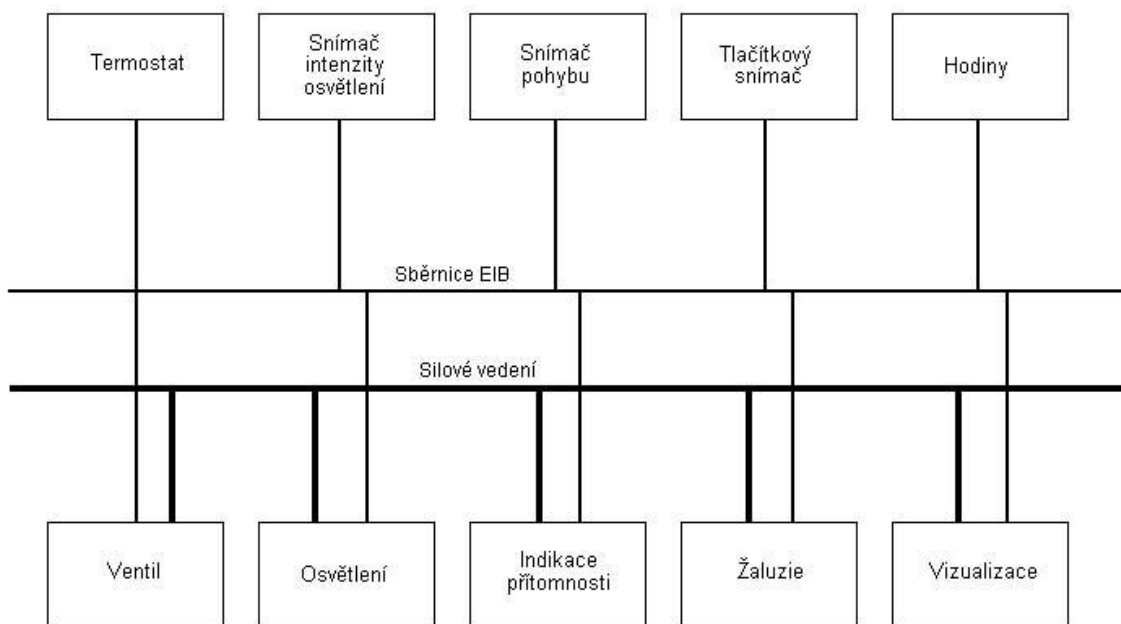 Termostat
Snímač
intenzity
osvětlení
Snímač
pohybu
Tlačítkový
snímač
Hodiny
Sběrnice EIB
Silové vedení
Ventil
Osvětlení
Indikace
přítomnosti
Žaluzie
Vizualizace